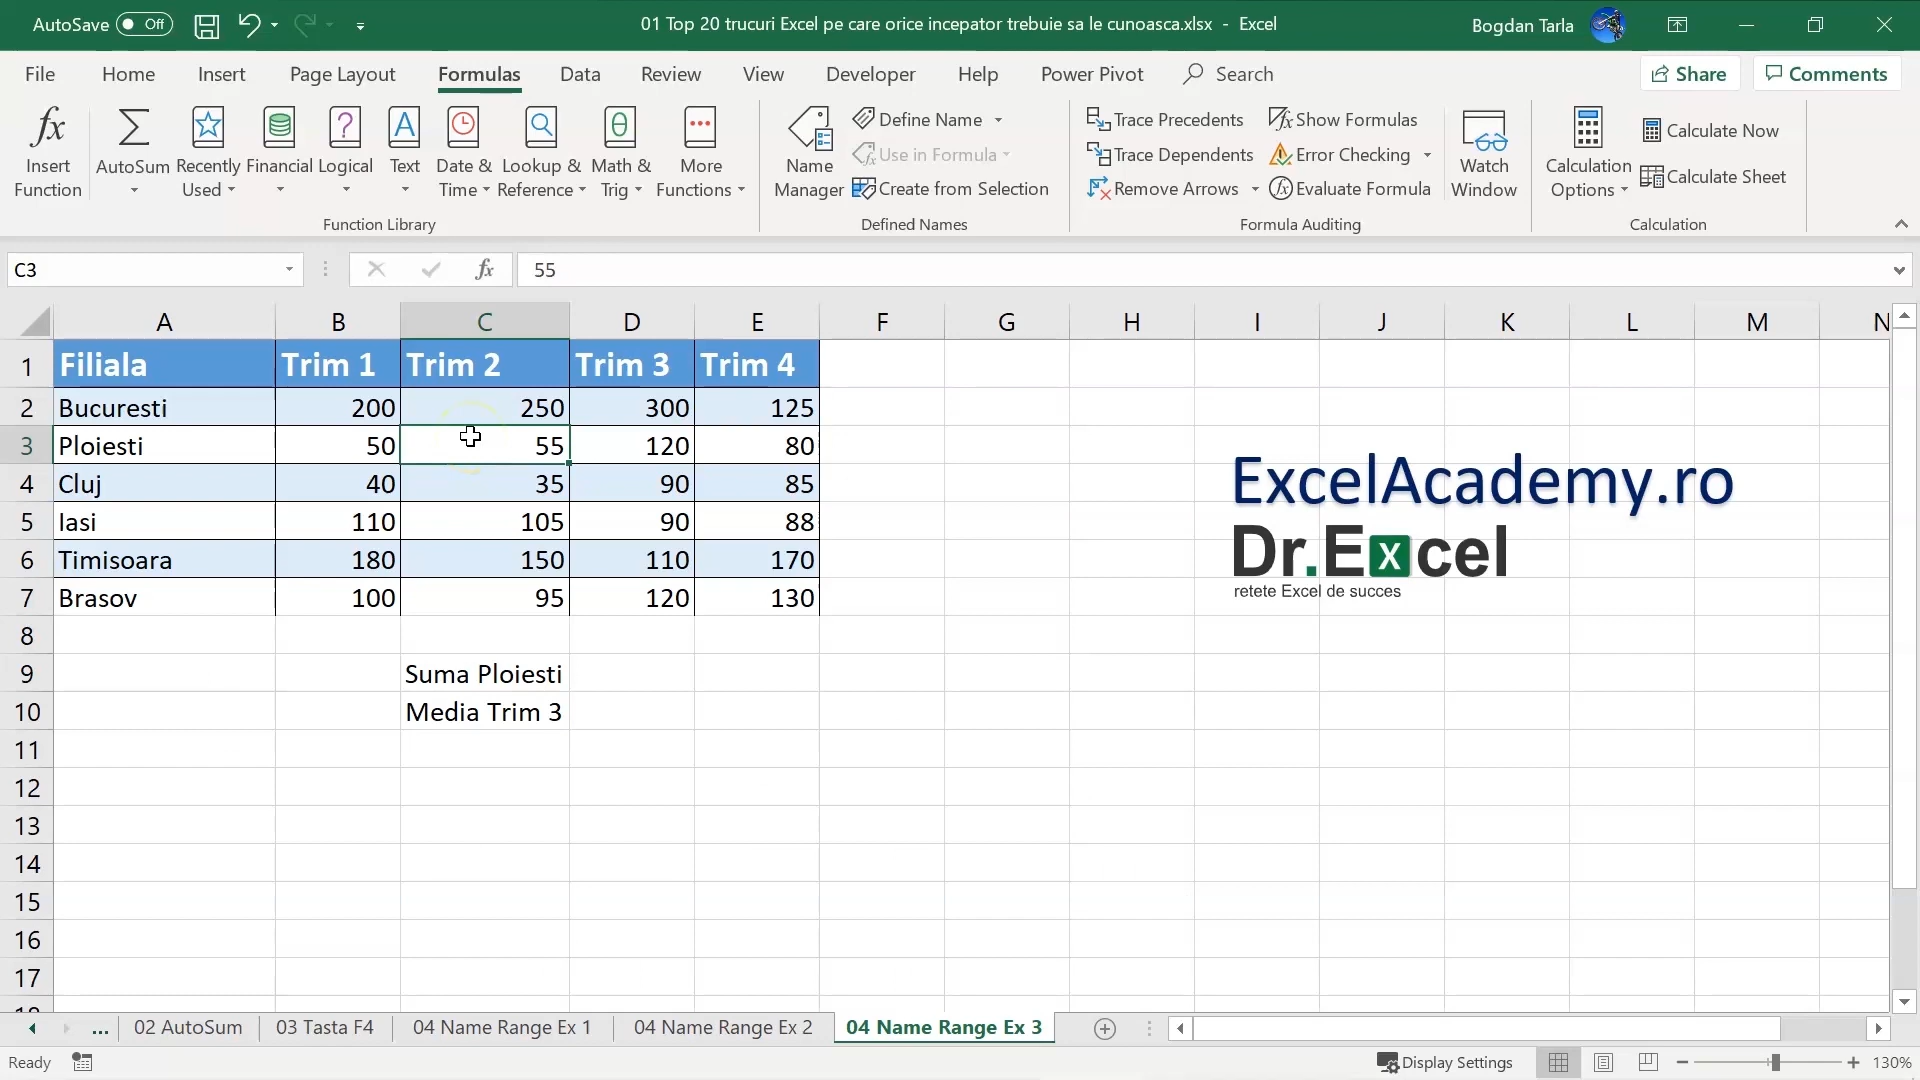 AutoSave Off
01 Top 20 trucuri Excel pe care orice incepator trebuie sa le cunoasca.xlsx - Excel
Bogdan Tarla
File Home Insert Page Layout Formulas Data Review View Developer Help Power Pivot Search Share Comments
Insert Function
AutoSum
Recently Used
Financial
Logical
Text
Date & Time
Lookup & Reference
Math & Trig
More Functions
Function Library
Name Manager
Define Name
Use in Formula
Create from Selection
Defined Names
Trace Precedents
Trace Dependents
Remove Arrows
Show Formulas
Error Checking
Evaluate Formula
Formula Auditing
Watch Window
Calculation Options
Calculate Now
Calculate Sheet
Calculation
C3 fx 55
A B C D E F G H I J K L M N
1 Filiala Trim 1 Trim 2 Trim 3 Trim 4
2 Bucuresti 200 250 300 125
3 Ploiesti 50 55 120 80
4 Cluj 40 35 90 85
5 Iasi 110 105 90 88
6 Timisoara 180 150 110 170
7 Brasov 100 95 120 130
8
9 Suma Ploiesti
10 Media Trim 3
11
12
13
14
15
16
17
ExcelAcademy.ro
Dr.Excel
retete Excel de succes
... 02 AutoSum 03 Tasta F4 04 Name Range Ex 1 04 Name Range Ex 2 04 Name Range Ex 3
Ready Display Settings 130%